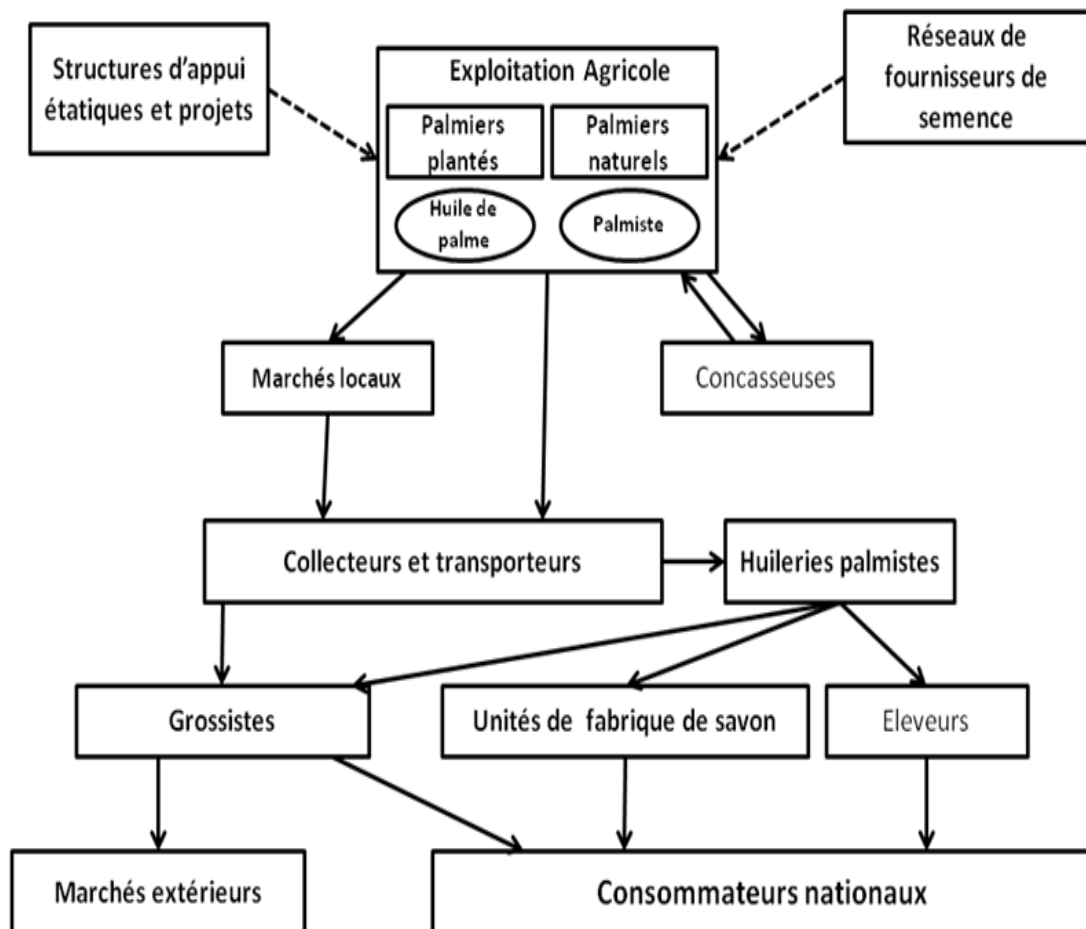 Structures d'appui
étatiques et projets
Exploitation Agricole
Réseaux de
fournisseurs de
semence
Palmiers
plantés
Palmiers
naturels
Huile de
palme
Palmiste
Marchés locaux
Concasseuses
Collecteurs et transporteurs
Huileries palmistes
Grossistes
Unités de fabrique de savon
Eleveurs
Marchés extérieurs
Consommateurs nationaux